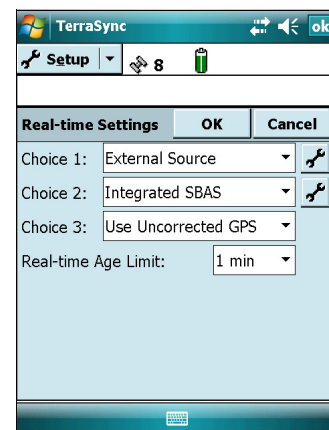 TerraSync ok
Setup 8
Real-time Settings OK Cancel
Choice 1: External Source
Choice 2: Integrated SBAS
Choice 3: Use Uncorrected GPS
Real-time Age Limit: 1 min